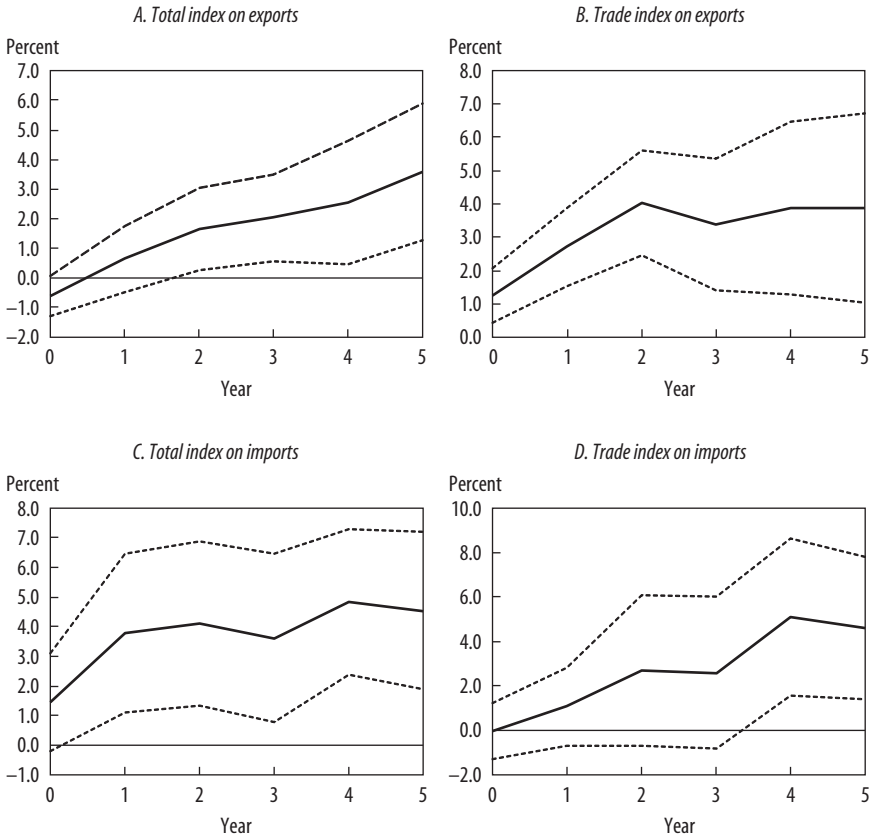 A. Total index on exports
Percent
7.0
6.0
5.0
4.0
3.0
2.0
1.0
0.0
–1.0
–2.0
0 1 2 3 4 5
Year
B. Trade index on exports
Percent
8.0
7.0
6.0
5.0
4.0
3.0
2.0
1.0
0.0
0 1 2 3 4 5
Year
C. Total index on imports
Percent
8.0
7.0
6.0
5.0
4.0
3.0
2.0
1.0
0.0
–1.0
0 1 2 3 4 5
Year
D. Trade index on imports
Percent
10.0
8.0
6.0
4.0
2.0
0.0
–2.0
0 1 2 3 4 5
Year